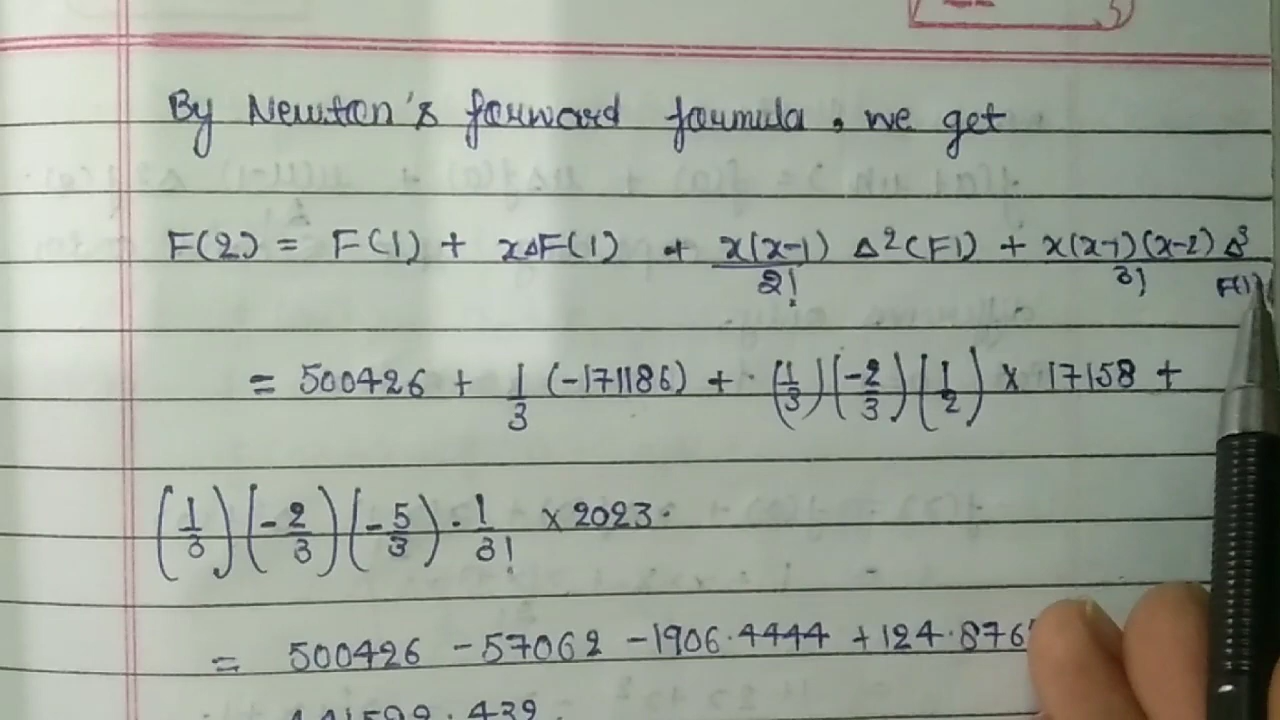 By Newton's forward formula, we get
F(2) = F(1) + xΔF(1) + x(x-1)/2! Δ²(F1) + x(x-1)(x-2)/3! Δ³ F(1)
= 500426 + 1/3 (-171186) + (1/3)(-2/3)(1/2) × 17158 +
(1/3)(-2/3)(-5/3) · 1/3! × 2023.
= 500426 - 57062 - 1906.4444 + 124.876